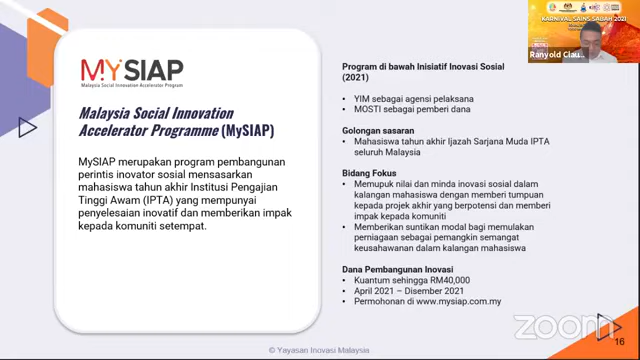 MYSIAP
Malaysia Social Innovation Accelerator Program
Malaysia Social Innovation
Accelerator Programme (MySIAP)
MySIAP merupakan program pembangunan
perintis inovator sosial mensasarkan
mahasiswa tahun akhir Institusi Pengajian
Tinggi Awam (IPTA) yang mempunyai
penyelesaian inovatif dan memberikan impak
kepada komuniti setempat.
Program di bawah Inisiatif Inovasi Sosial
(2021)
• YIM sebagai agensi pelaksana
• MOSTI sebagai pemberi dana
Golongan sasaran
• Mahasiswa tahun akhir Ijazah Sarjana Muda IPTA
seluruh Malaysia
Bidang Fokus
• Memupuk nilai dan minda inovasi sosial dalam
kalangan mahasiswa dengan memberi tumpuan
kepada projek akhir yang berpotensi dan memberi
impak kepada komuniti
• Memberikan suntikan modal bagi memulakan
perniagaan sebagai pemangkin semangat
keusahawanan dalam kalangan mahasiswa
Dana Pembangunan Inovasi
• Kuantum sehingga RM40,000
• April 2021 – Disember 2021
• Permohonan di www.mysiap.com.my
KARNIVAL SAINS SABAH 2021
Ranyold Clau...
zoom
16
© Yayasan Inovasi Malaysia